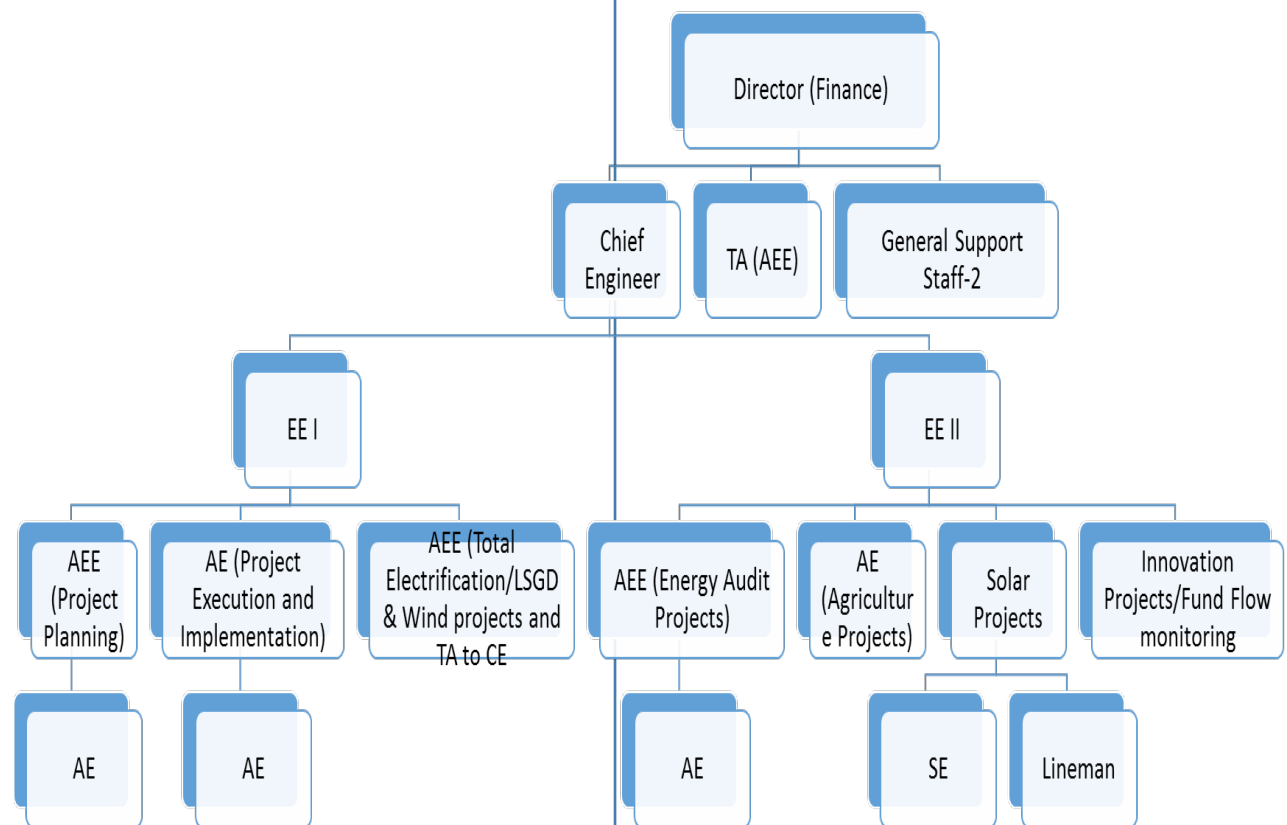 Director (Finance)
Chief
Engineer
TA (AEE)
General Support
Staff-2
EE I
EE II
AEE
(Project
Planning)
AE (Project
Execution and
Implementation)
AEE (Total
Electrification/LSGD
& Wind projects and
TA to CE
AEE (Energy Audit
Projects)
AE
(Agricultur
e Projects)
Solar
Projects
Innovation
Projects/Fund Flow
monitoring
AE
AE
AE
SE
Lineman